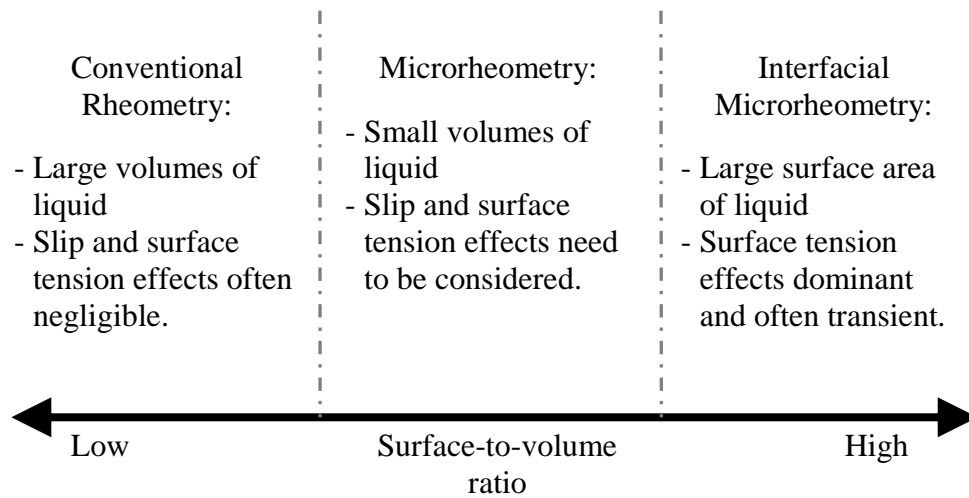 Conventional
Rheometry:
- Large volumes of
liquid
- Slip and surface
tension effects often
negligible.
Microrheometry:
- Small volumes of
liquid
- Slip and surface
tension effects need
to be considered.
Interfacial
Microrheometry:
- Large surface area
of liquid
- Surface tension
effects dominant
and often transient.
Low
Surface-to-volume
ratio
High